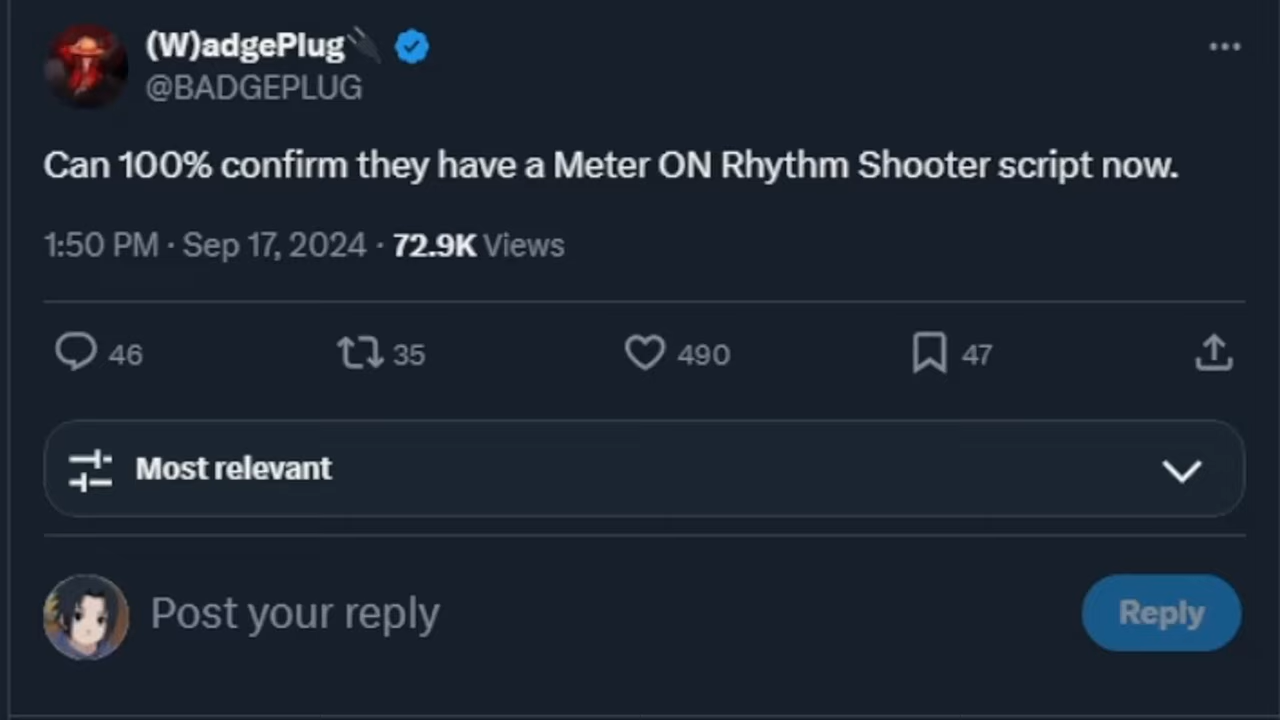 (W)adgePlug🔌
@BADGEPLUG
Can 100% confirm they have a Meter ON Rhythm Shooter script now.
1:50 PM · Sep 17, 2024 · 72.9K Views
46 35 490 47
Most relevant
Post your reply
Reply